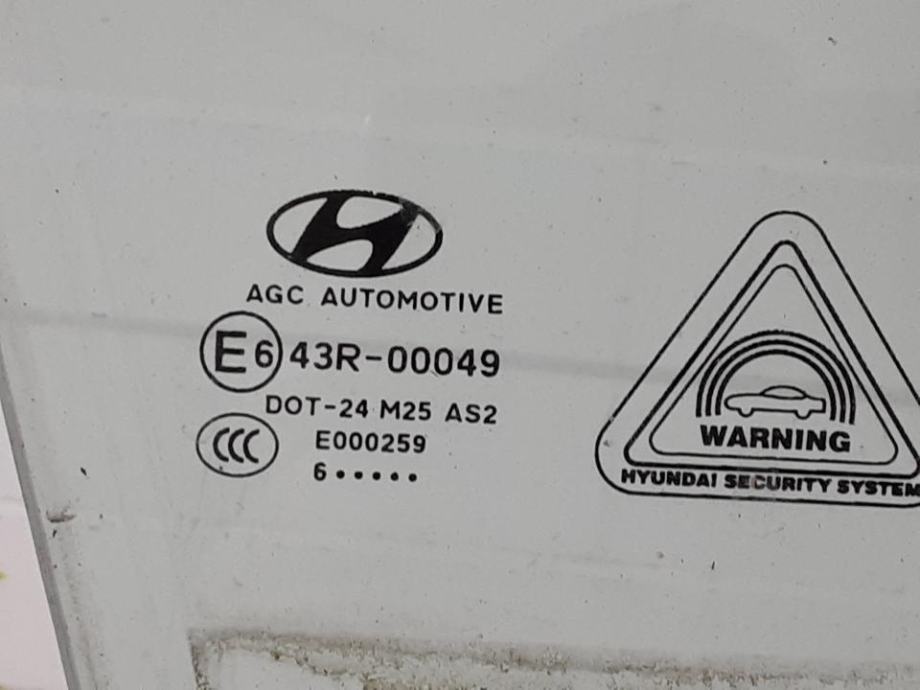 AGC AUTOMOTIVE
E6 43R-00049
DOT-24 M25 AS2
CCC
E000259
6•••••
WARNING
HYUNDAI SECURITY SYSTEM